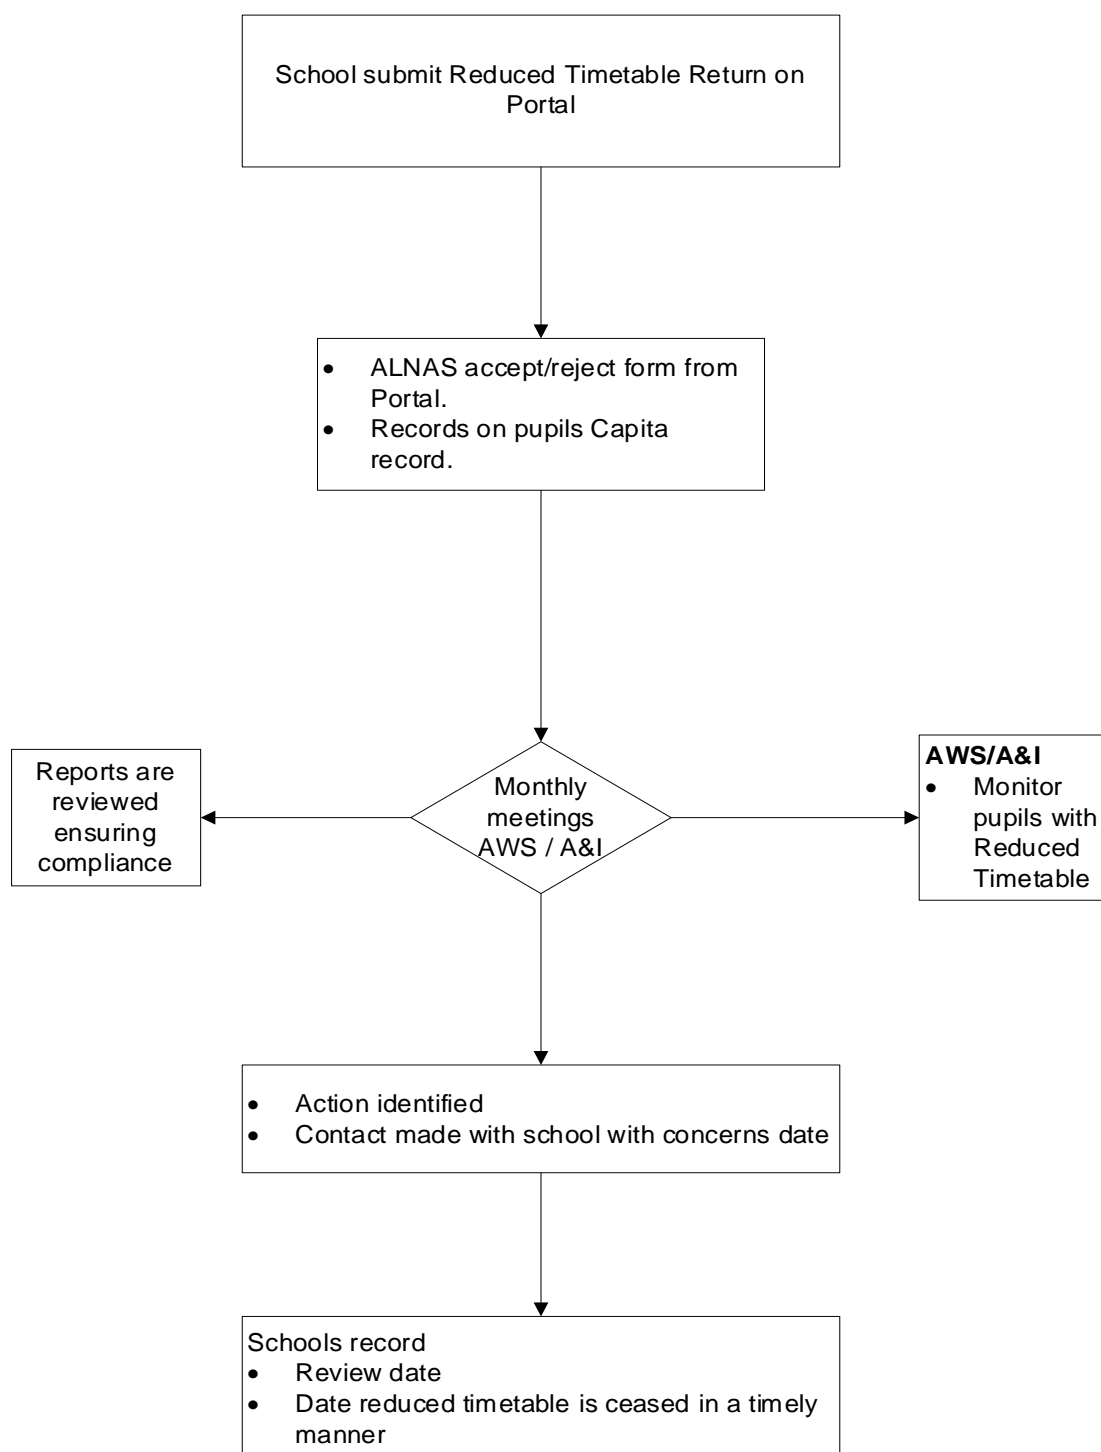 School submit Reduced Timetable Return on
Portal
• ALNAS accept/reject form from
Portal.
• Records on pupils Capita
record.
Reports are
reviewed
ensuring
compliance
Monthly
meetings
AWS / A&I
AWS/A&I
• Monitor
pupils with
Reduced
Timetable
• Action identified
• Contact made with school with concerns date
Schools record
• Review date
• Date reduced timetable is ceased in a timely
manner